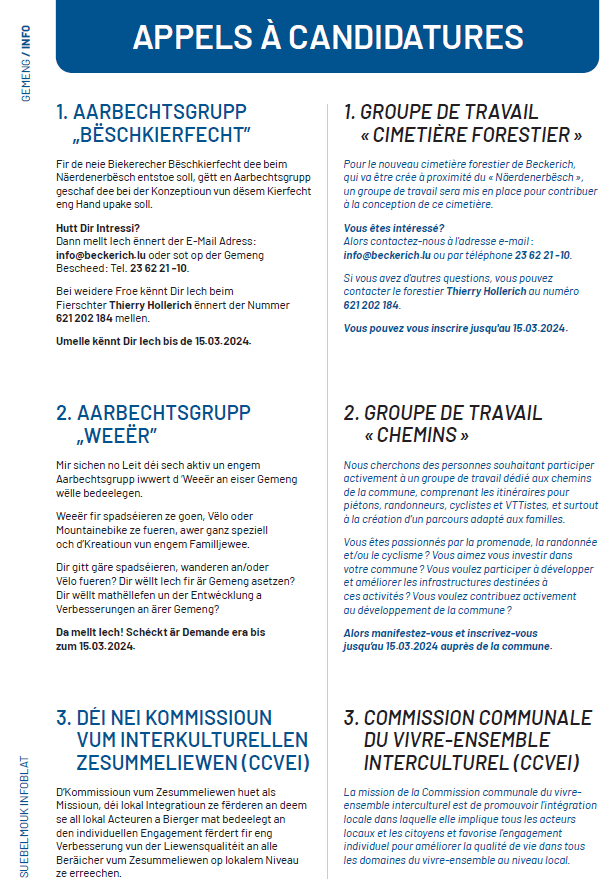 GEMENG / INFO
APPELS À CANDIDATURES
1. AARBECHTSGRUPP
„BËSCHKIERFECHT”
Fir de neie Biekerecher Bëschkierfecht dee beim
Näerdenerbësch entstoe soll, gëtt en Aarbechtsgrupp
geschaf dee bei der Konzeptioun vun dësem Kierfecht
eng Hand upake soll.
Hutt Dir Intressi?
Dann mellt Iech ënnert der E-Mail Adress:
info@beckerich.lu oder sot op der Gemeng
Bescheed: Tel. 23 62 21 -10.
Bei weidere Froe kënnt Dir Iech beim
Fierschter Thierry Hollerich ënnert der Nummer
621 202 184 mellen.
Umelle kënnt Dir Iech bis de 15.03.2024.
2. AARBECHTSGRUPP
„WEEËR”
Mir sichen no Leit déi sech aktiv un engem
Aarbechtsgrupp iwwert d ’Weeër an eiser Gemeng
wëlle bedeelegen.
Weeër fir spadséieren ze goen, Vëlo oder
Mountainebike ze fueren, awer ganz speziell
och d’Kreatioun vun engem Familljewee.
Dir gitt gäre spadséieren, wanderen an/oder
Vëlo fueren? Dir wëllt Iech fir är Gemeng asetzen?
Dir wëllt mathëllefen un der Entwécklung a
Verbesserungen an ärer Gemeng?
Da mellt Iech! Schéckt är Demande era bis
zum 15.03.2024.
3. DÉI NEI KOMMISSIOUN
VUM INTERKULTURELLEN
ZESUMMELIEWEN (CCVEI)
D’Kommissioun vum Zesummeliewen huet als
Missioun, déi lokal Integratioun ze fërderen an deem
se all lokal Acteuren a Bierger mat bedeelegt an
den individuellen Engagement fërdert fir eng
Verbesserung vun der Liewensqualitéit an alle
Beräicher vum Zesummeliewen op lokalem Niveau
ze erreechen.
1. GROUPE DE TRAVAIL
« CIMETIÈRE FORESTIER »
Pour le nouveau cimetière forestier de Beckerich,
qui va être crée à proximité du « Näerdenerbësch »,
un groupe de travail sera mis en place pour contribuer
à la conception de ce cimetière.
Vous êtes intéressé?
Alors contactez-nous à l’adresse e-mail :
info@beckerich.lu ou par téléphone 23 62 21 -10.
Si vous avez d’autres questions, vous pouvez
contacter le forestier Thierry Hollerich au numéro
621 202 184.
Vous pouvez vous inscrire jusqu'au 15.03.2024.
2. GROUPE DE TRAVAIL
« CHEMINS »
Nous cherchons des personnes souhaitant participer
activement à un groupe de travail dédié aux chemins
de la commune, comprenant les itinéraires pour
piétons, randonneurs, cyclistes et VTTistes, et surtout
à la création d’un parcours adapté aux familles.
Vous êtes passionnés par la promenade, la randonnée
et/ou le cyclisme ? Vous aimez vous investir dans
votre commune ? Vous voulez participer à développer
et améliorer les infrastructures destinées à
ces activités ? Vous voulez contribuez activement
au développement de la commune ?
Alors manifestez-vous et inscrivez-vous
jusqu’au 15.03.2024 auprès de la commune.
3. COMMISSION COMMUNALE
DU VIVRE-ENSEMBLE
INTERCULTUREL (CCVEI)
La mission de la Commission communale du vivre-
ensemble interculturel est de promouvoir l’intégration
locale dans laquelle elle implique tous les acteurs
locaux et les citoyens et favorise l’engagement
individuel pour améliorer la qualité de vie dans tous
les domaines du vivre-ensemble au niveau local.
SUEBELMOUK INFOBLAT